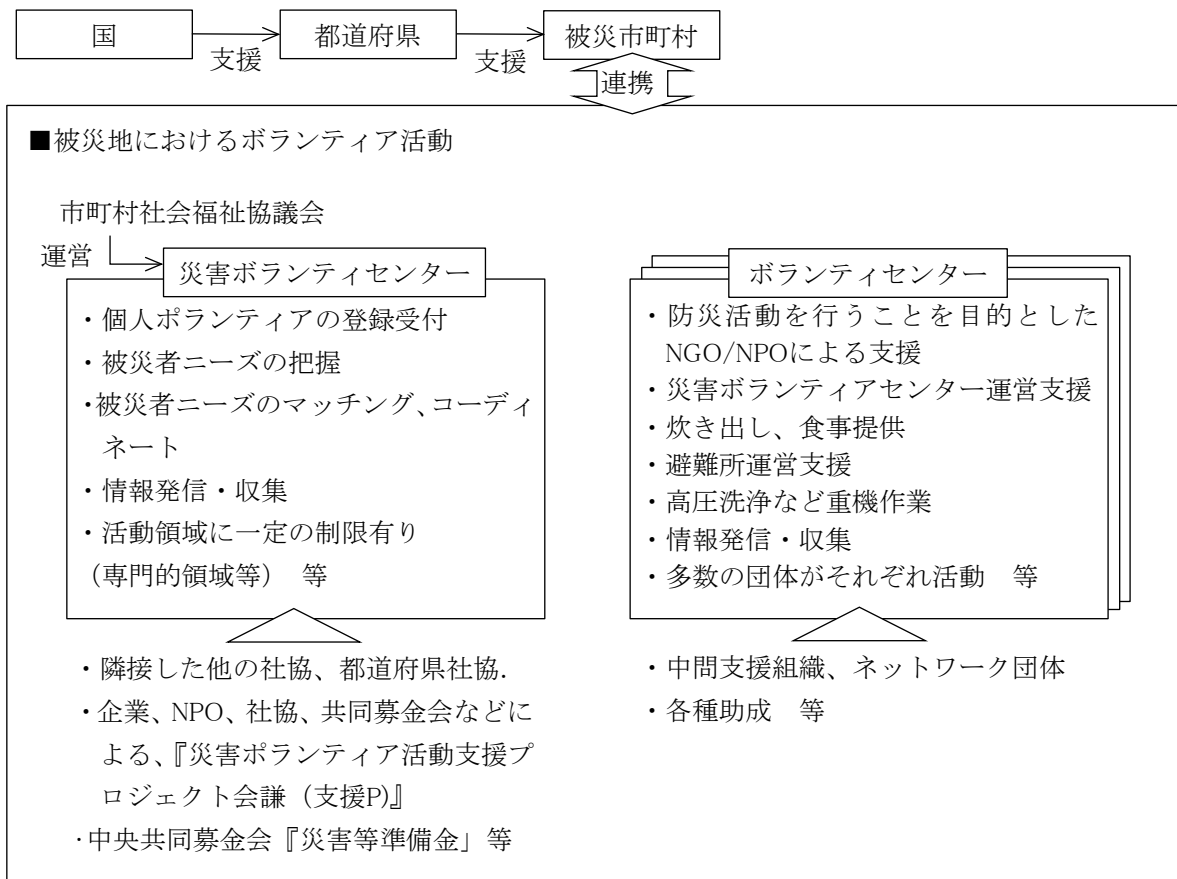 国
都道府県
被災市町村
支援
支援
連携
■被災地におけるボランティア活動
市町村社会福祉協議会
運営
災害ボランティセンター
・個人ポランティアの登録受付
・被災者ニーズの把握
・被災者ニーズのマッチング、コーディ
ネート
・情報発信・収集
・活動領域に一定の制限有り
(専門的領域等) 等
・隣接した他の社協、都道府県社協.
・企業、NPO、社協、共同募金会などに
よる、『災害ポランティア活動支援プ
ロジェクト会謙(支援P)』
・中央共同募金会『災害等準備金」等
ボランティセンター
・防災活動を行うことを目的とした
NGO/NPOによる支援
・災害ボランティアセンター運営支援
・炊き出し、食事提供
・避難所運営支援
・高圧洗浄など重機作業
・情報発信・収集
・多数の団体がそれぞれ活動 等
・中間支援組織、ネットワーク団体
・各種助成 等